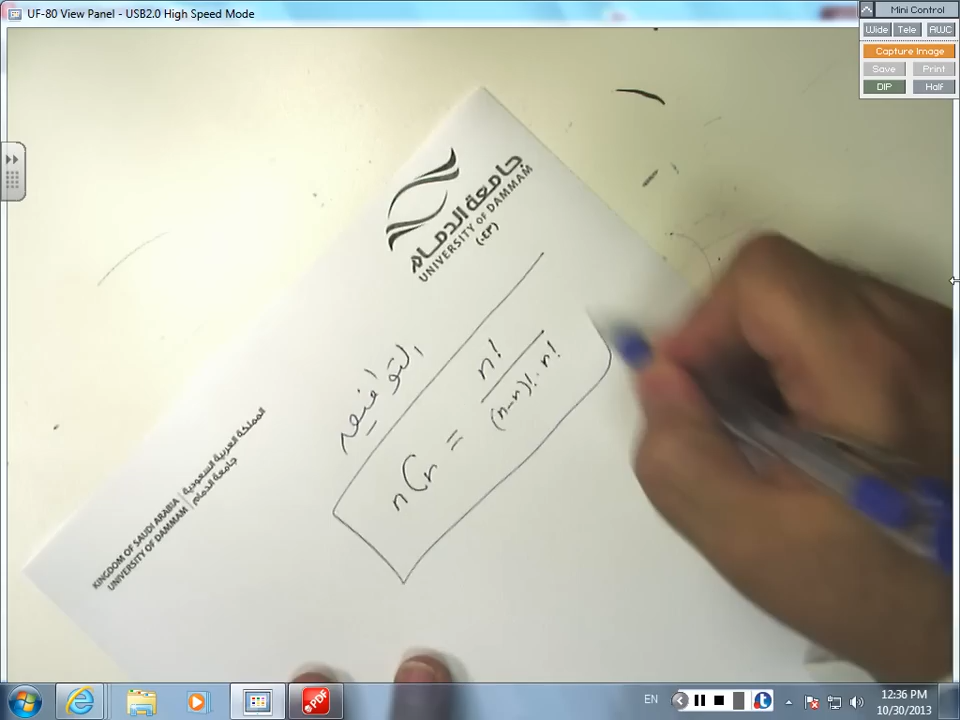 UF-80 View Panel - USB2.0 High Speed Mode
Mini Control
Wide Tele AWC
Capture Image
Save Print
DIP Half
جامعة الدمام
UNIVERSITY OF DAMMAM
(٠٤٣)
التوافيق
nCr = n! / (n-r)! . r!
المملكة العربية السعودية
جامعة الدمام
KINGDOM OF SAUDI ARABIA
UNIVERSITY OF DAMMAM
PDF
EN
12:36 PM
10/30/2013